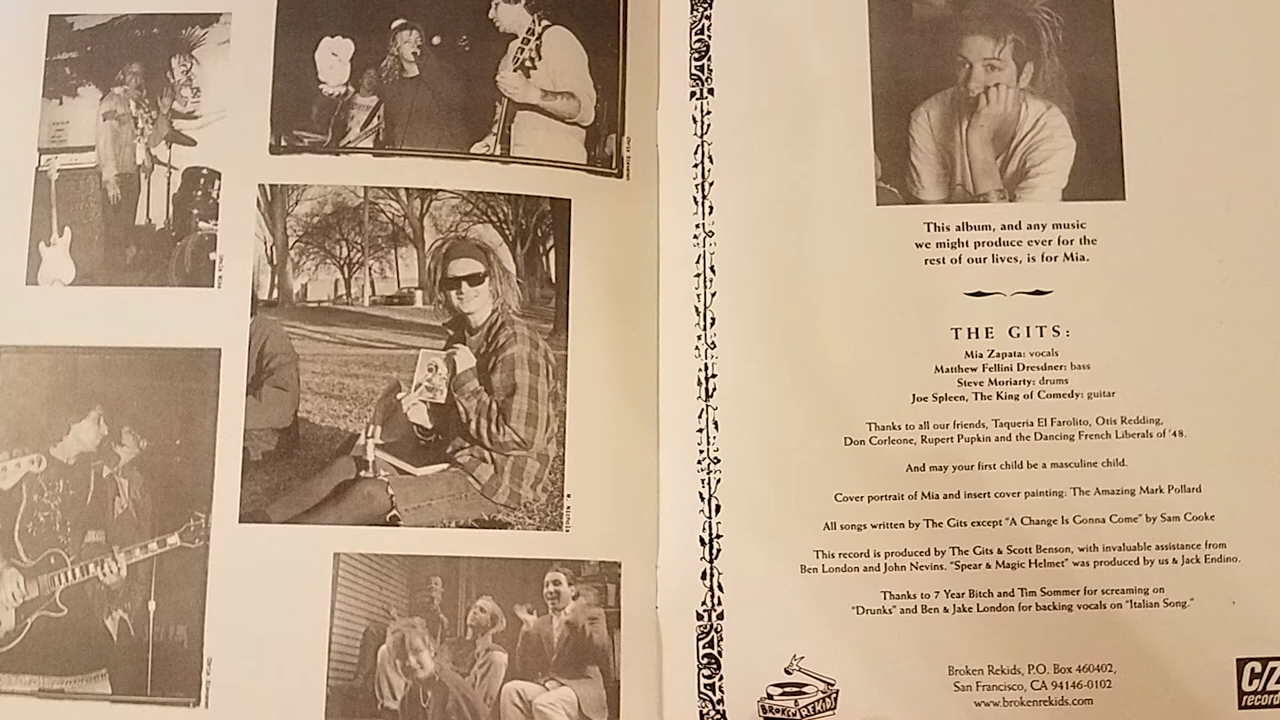 This album, and any music
we might produce ever for the
rest of our lives, is for Mia.
THE GITS:
Mia Zapata: vocals
Matthew Fellini Dresdner: bass
Steve Moriarty: drums
Joe Spleen, The King of Comedy: guitar
Thanks to all our friends, Taqueria El Farolito, Otis Redding,
Don Corleone, Rupert Pupkin and the Dancing French Liberals of '48.
And may your first child be a masculine child.
Cover portrait of Mia and insert cover painting: The Amazing Mark Pollard
All songs written by The Gits except "A Change Is Gonna Come" by Sam Cooke
This record is produced by The Gits & Scott Benson, with invaluable assistance from
Ben London and John Nevins. "Spear & Magic Helmet" was produced by us & Jack Endino.
Thanks to 7 Year Bitch and Tim Sommer for screaming on
"Drunks" and Ben & Jake London for backing vocals on "Italian Song."
Broken Rekids, P.O. Box 460402,
San Francisco, CA 94146-0102
www.brokenrekids.com
BROKEN REKIDS
C/Z
record
W. Nichols